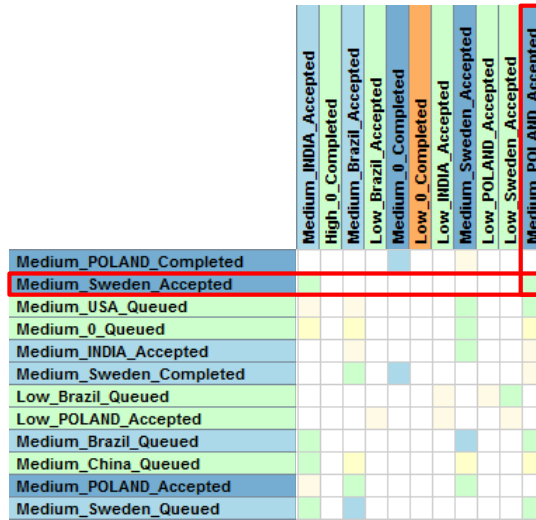 Medium_INDIA_Accepted
High_0_Completed
Medium_Brazil_Accepted
Low_Brazil_Accepted
Medium_0_Completed
Low_0_Completed
Low_INDIA_Accepted
Medium_Sweden_Accepted
Low_POLAND_Accepted
Low_Sweden_Accepted
Medium_POLAND_Accepted
Medium_POLAND_Completed
Medium_Sweden_Accepted
Medium_USA_Queued
Medium_0_Queued
Medium_INDIA_Accepted
Medium_Sweden_Completed
Low_Brazil_Queued
Low_POLAND_Accepted
Medium_Brazil_Queued
Medium_China_Queued
Medium_POLAND_Accepted
Medium_Sweden_Queued